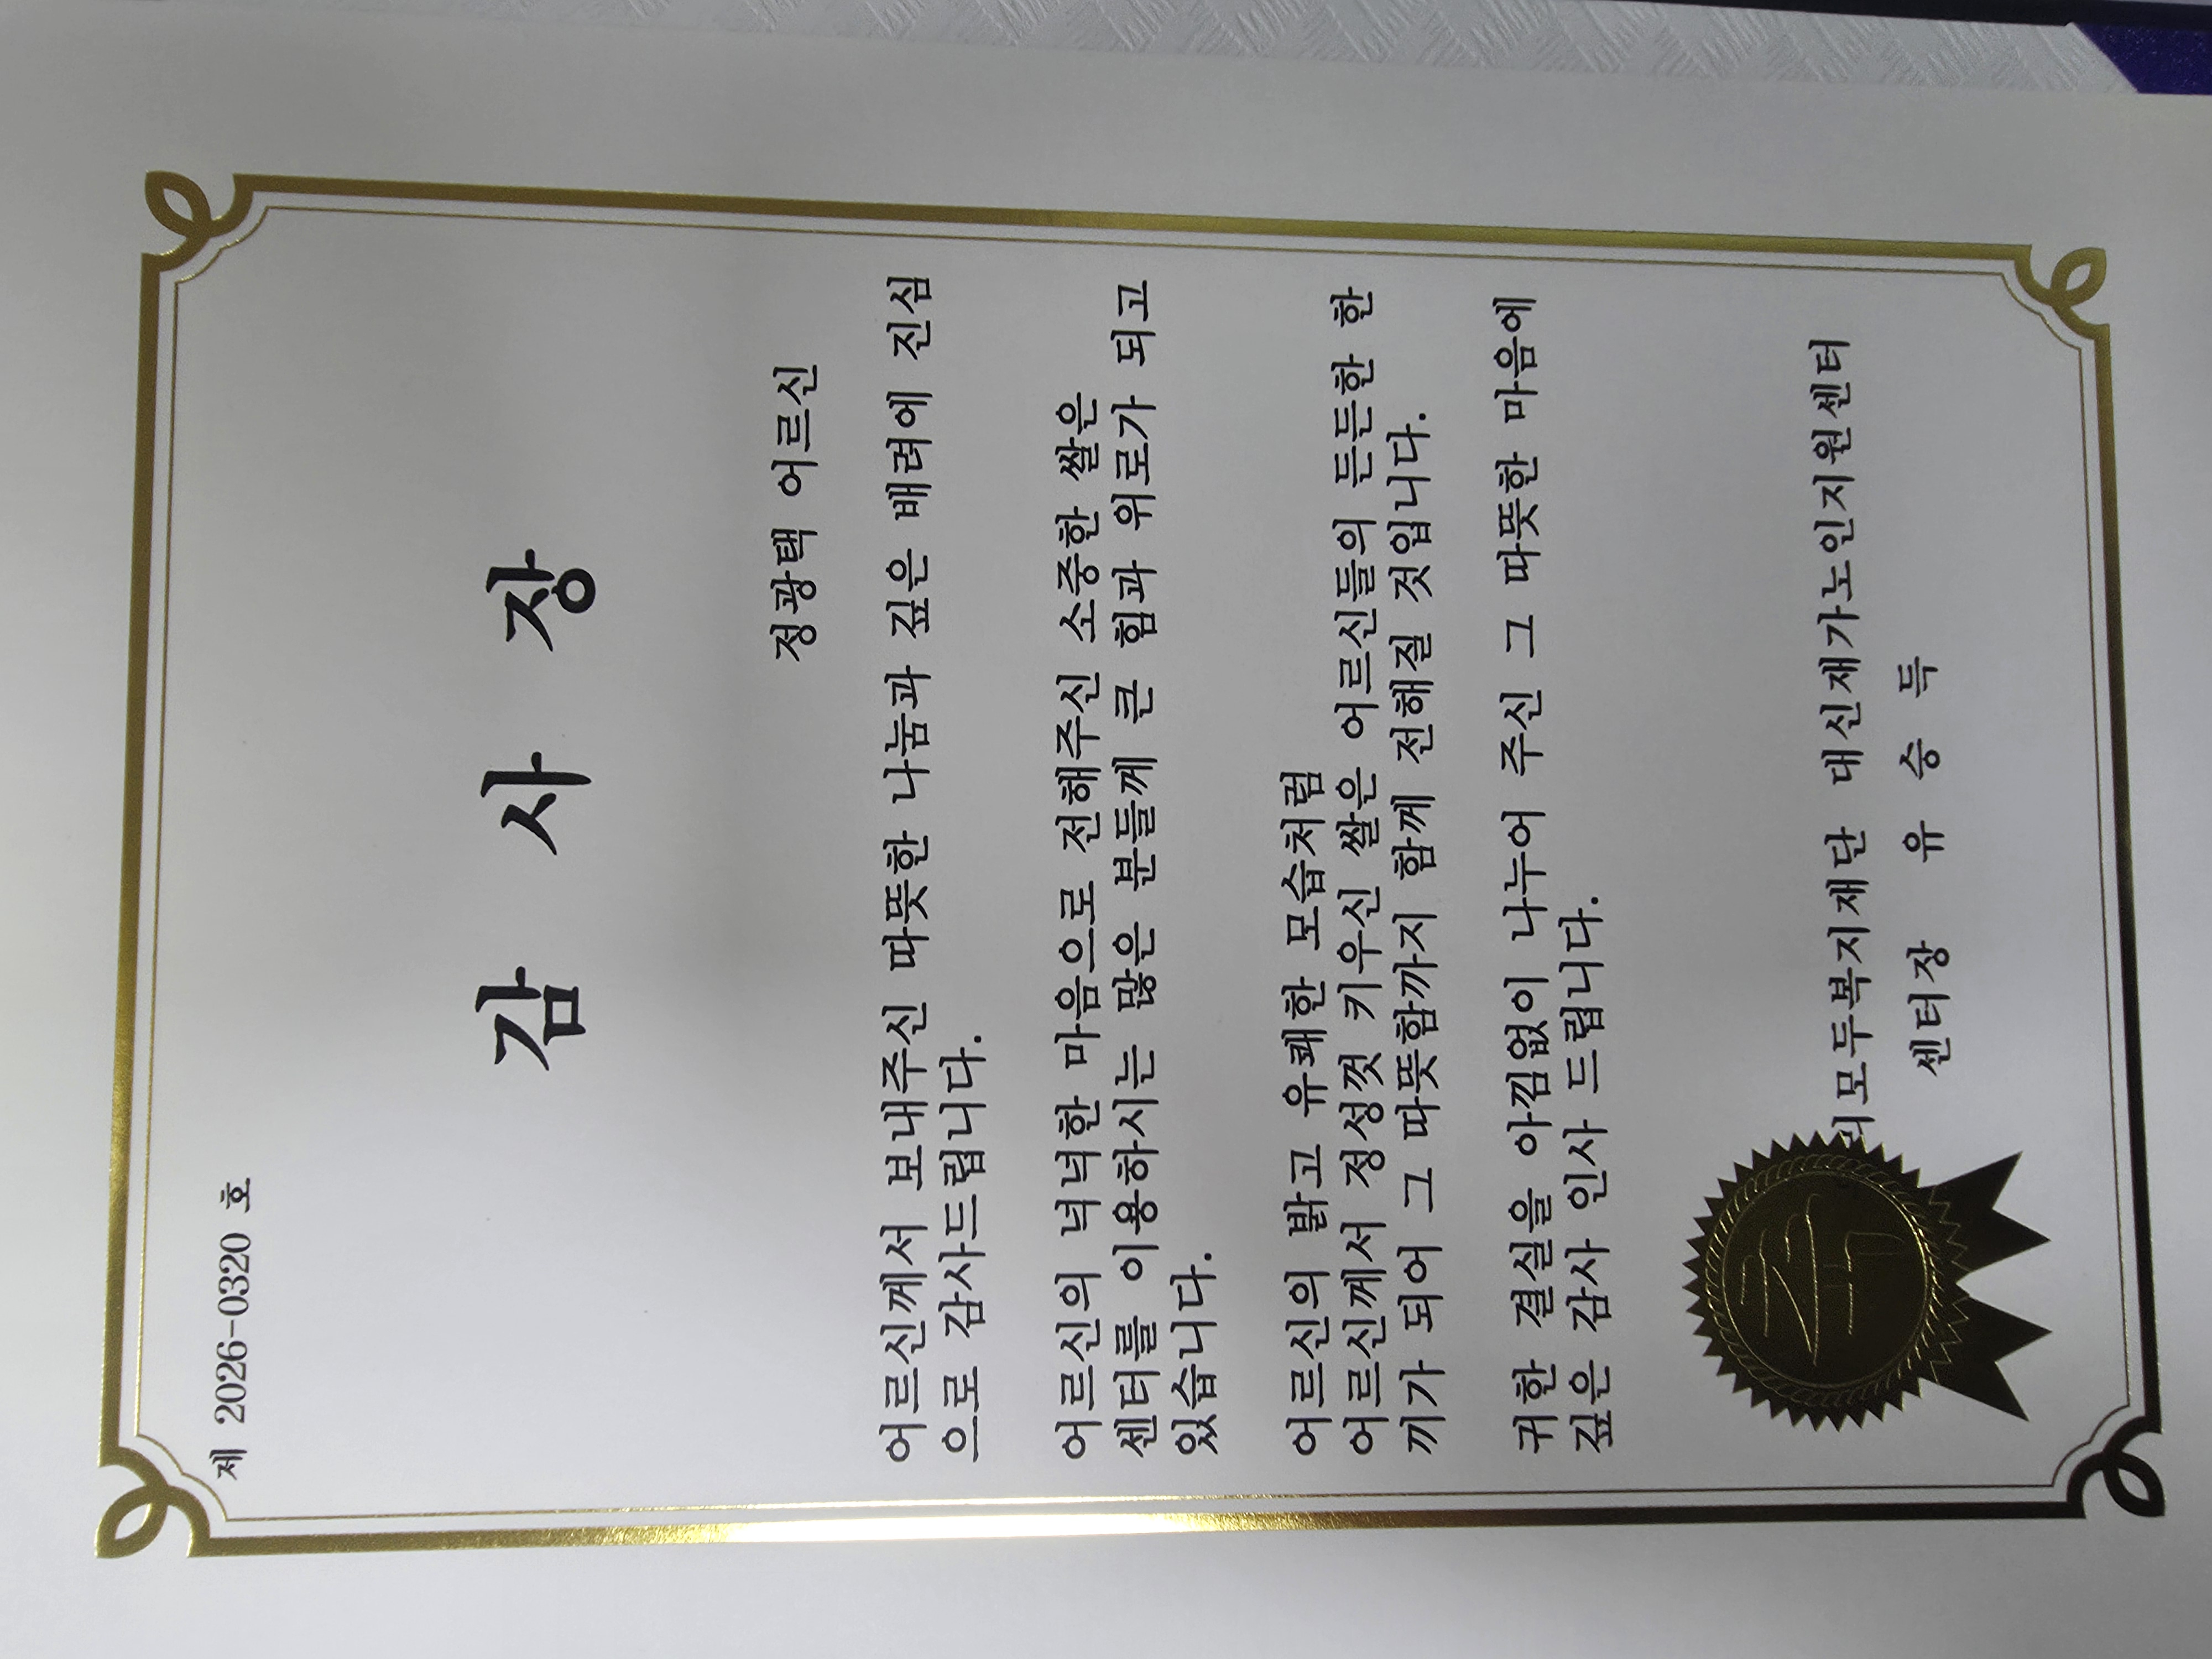 제 2026-0320 호
감 사 장
정광택 어르신
어르신께서 보내주신 따뜻한 나눔과 깊은 배려에 진심
으로 감사드립니다.
어르신의 넉넉한 마음으로 전해주신 소중한 쌀은
센터를 이용하시는 많은 분들께 큰 힘과 위로가 되고
있습니다.
어르신의 밝고 유쾌한 모습처럼
어르신께서 정성껏 키우신 쌀은 어르신들의 든든한 한
끼가 되어 그 따뜻함까지 함께 전해질 것입니다.
귀한 결실을 아낌없이 나누어 주신 그 따뜻한 마음에
깊은 감사 인사 드립니다.
대신재가노인지원센터
센터장 유 승 득